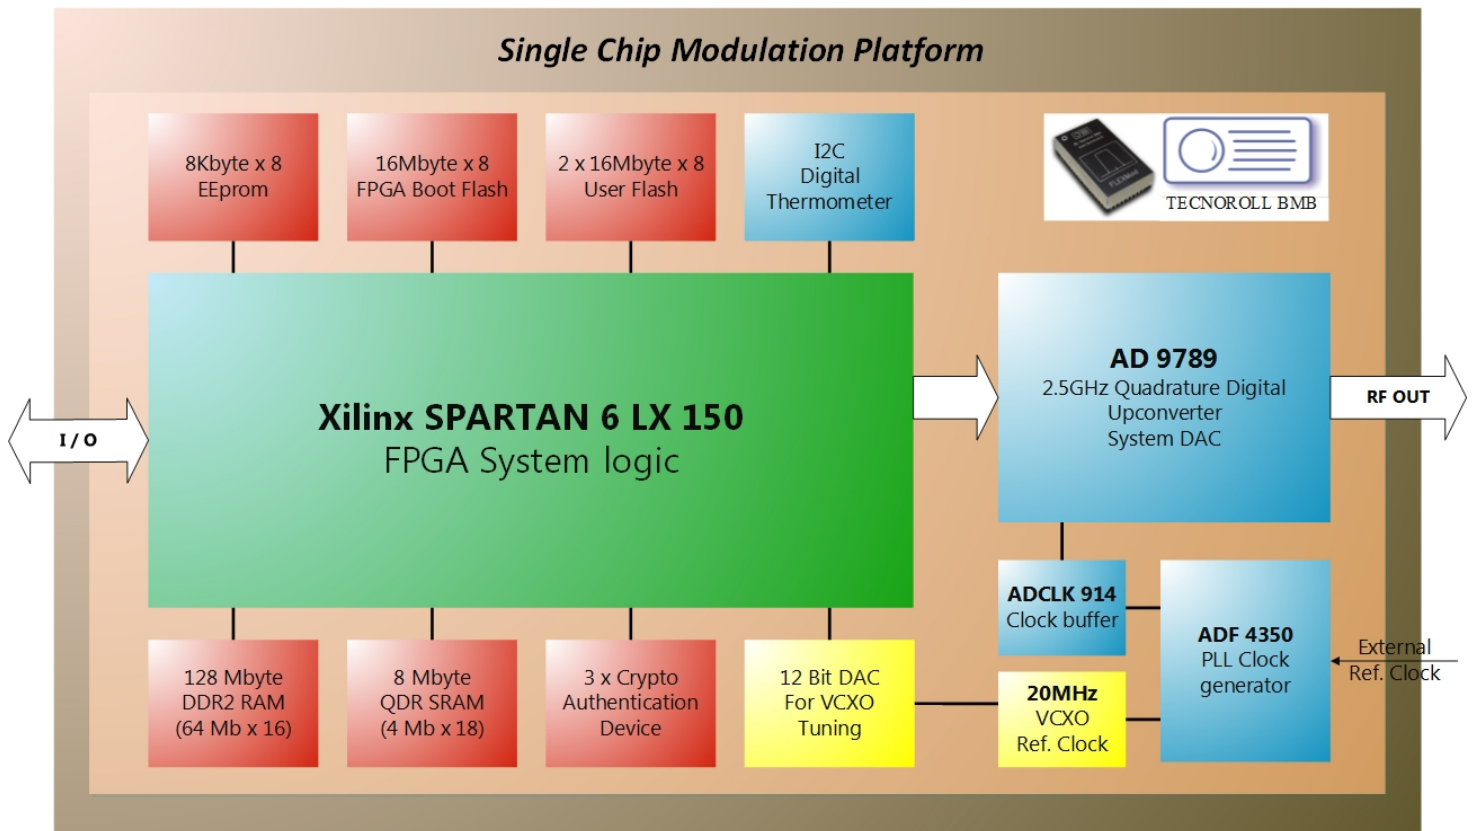 Single Chip Modulation Platform
8Kbyte x 8
EEprom
16Mbyte x 8
FPGA Boot Flash
2 x 16Mbyte x 8
User Flash
I2C
Digital
Thermometer
TECNOROLL BMB
I / O
Xilinx SPARTAN 6 LX 150
FPGA System logic
AD 9789
2.5GHz Quadrature Digital
Upconverter
System DAC
RF OUT
128 Mbyte
DDR2 RAM
(64 Mb x 16)
8 Mbyte
QDR SRAM
(4 Mb x 18)
3 x Crypto
Authentication
Device
12 Bit DAC
For VCXO
Tuning
ADCLK 914
Clock buffer
20MHz
VCXO
Ref. Clock
ADF 4350
PLL Clock
generator
External
Ref. Clock